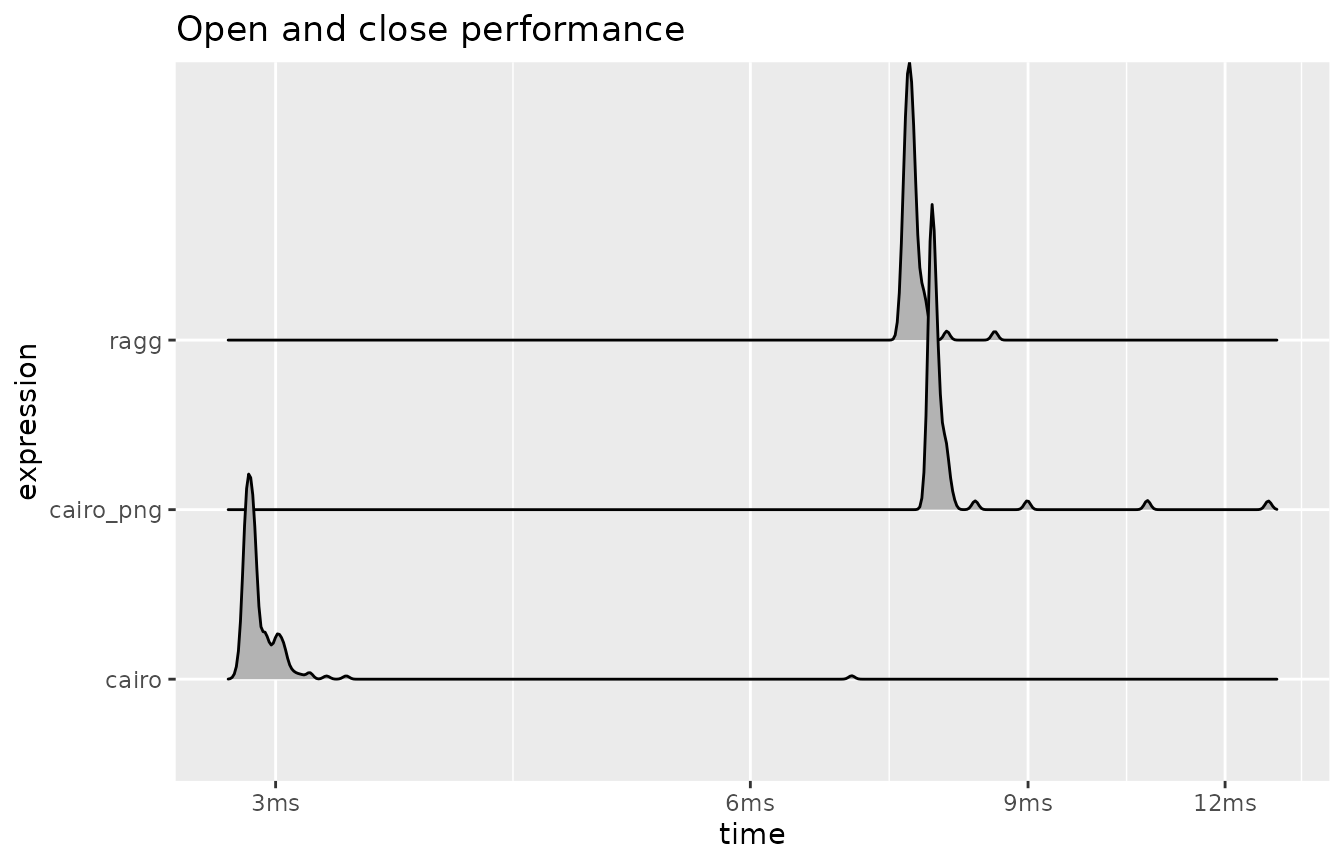 Open and close performance
expression
ragg
cairo_png
cairo
3ms 6ms 9ms 12ms
time